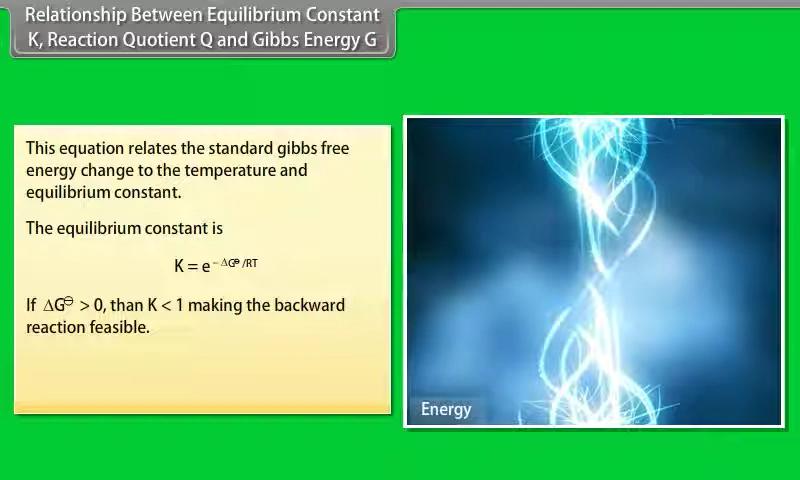 Relationship Between Equilibrium Constant
K, Reaction Quotient Q and Gibbs Energy G
This equation relates the standard gibbs free
energy change to the temperature and
equilibrium constant.
The equilibrium constant is
K = e^-ΔG⊖/RT
If ΔG⊖ > 0, than K < 1 making the backward
reaction feasible.
Energy